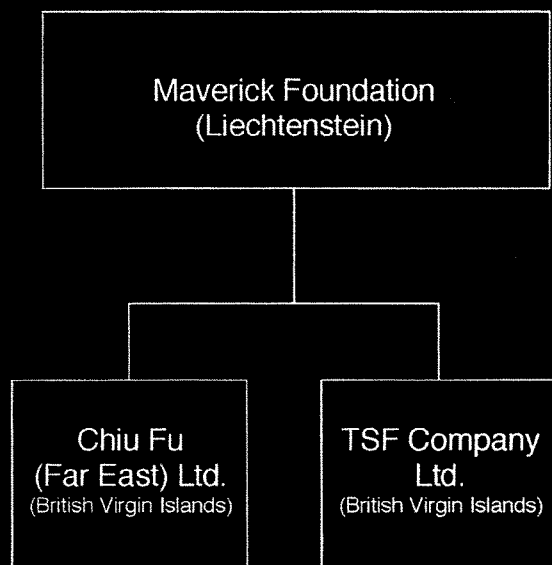 Maverick Foundation
(Liechtenstein)
Chiu Fu
(Far East) Ltd.
(British Virgin Islands)
TSF Company
Ltd.
(British Virgin Islands)